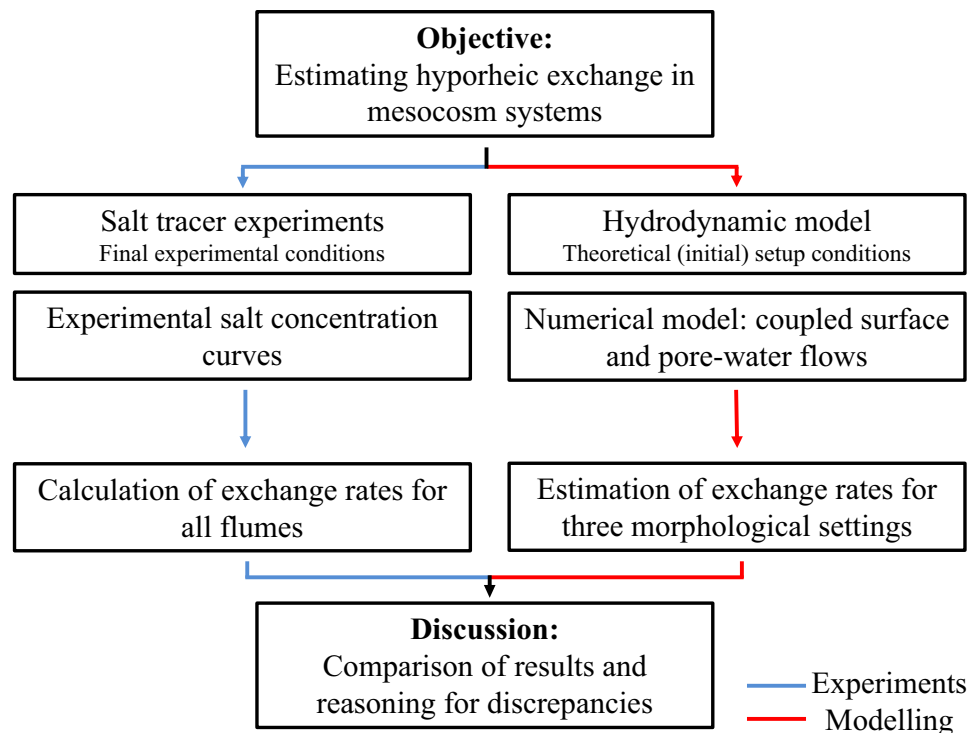 Objective:
Estimating hyporheic exchange in
mesocosm systems
Salt tracer experiments
Final experimental conditions
Hydrodynamic model
Theoretical (initial) setup conditions
Experimental salt concentration
curves
Numerical model: coupled surface
and pore-water flows
Calculation of exchange rates for
all flumes
Estimation of exchange rates for
three morphological settings
Discussion:
Comparison of results and
reasoning for discrepancies
Experiments
Modelling